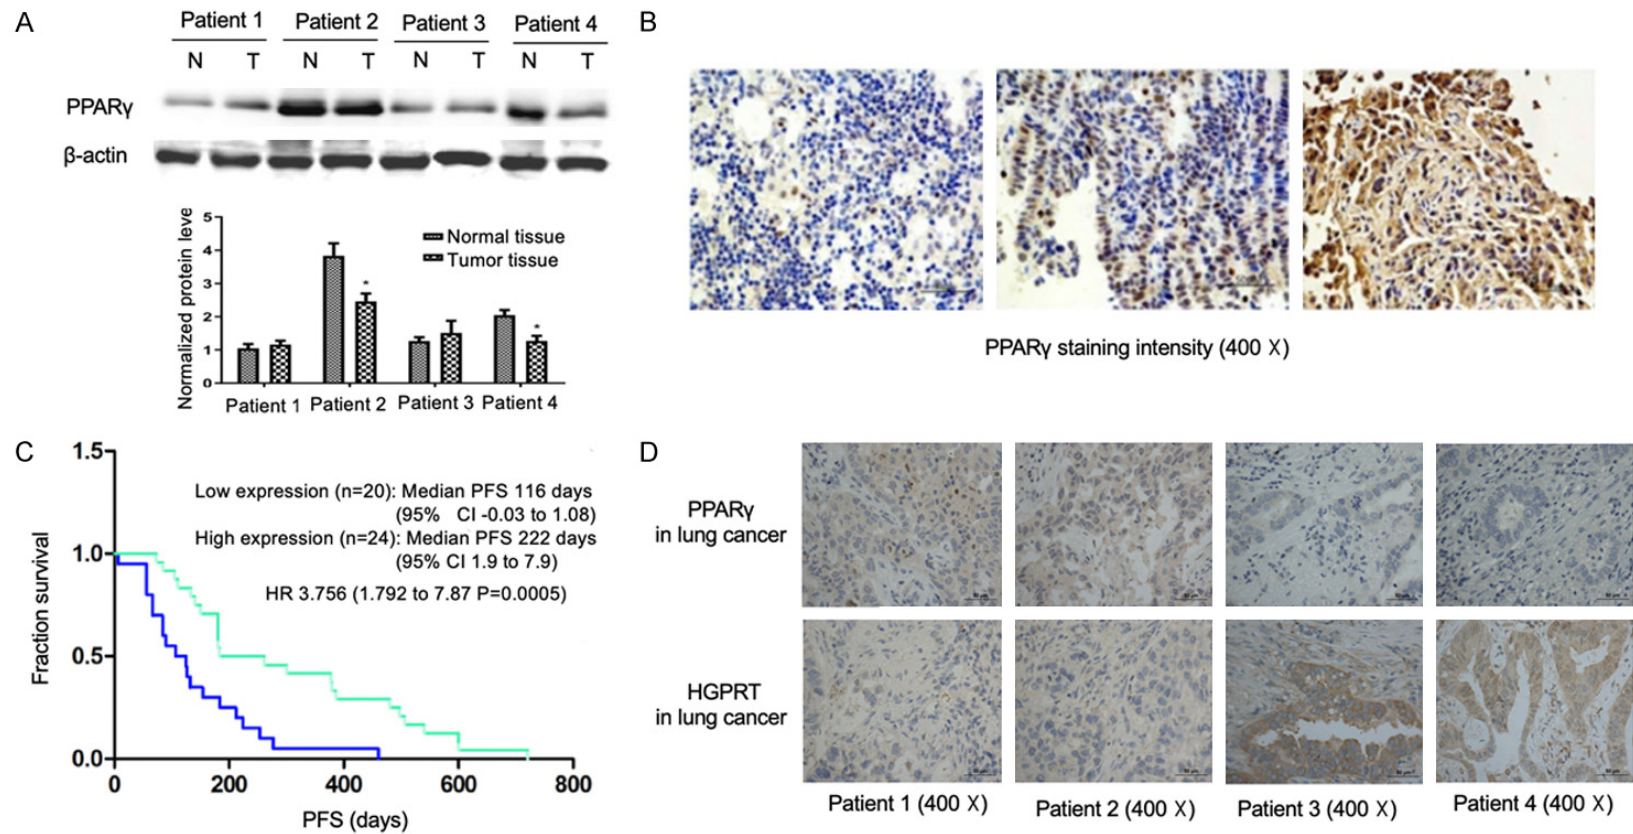 A
Patient 1 Patient 2 Patient 3 Patient 4
N T N T N T N T
PPARγ
β-actin
Normalized protein leve
5
4
3
2
1
0
Normal tissue
Tumor tissue
*
*
Patient 1 Patient 2 Patient 3 Patient 4
B
PPARγ staining intensity (400 X)
C
Fraction survival
1.5
1.0
0.5
0.0
Low expression (n=20): Median PFS 116 days
(95% CI -0.03 to 1.08)
High expression (n=24): Median PFS 222 days
(95% CI 1.9 to 7.9)
HR 3.756 (1.792 to 7.87 P=0.0005)
0 200 400 600 800
PFS (days)
D
PPARγ
in lung cancer
HGPRT
in lung cancer
Patient 1 (400 X) Patient 2 (400 X) Patient 3 (400 X) Patient 4 (400 X)